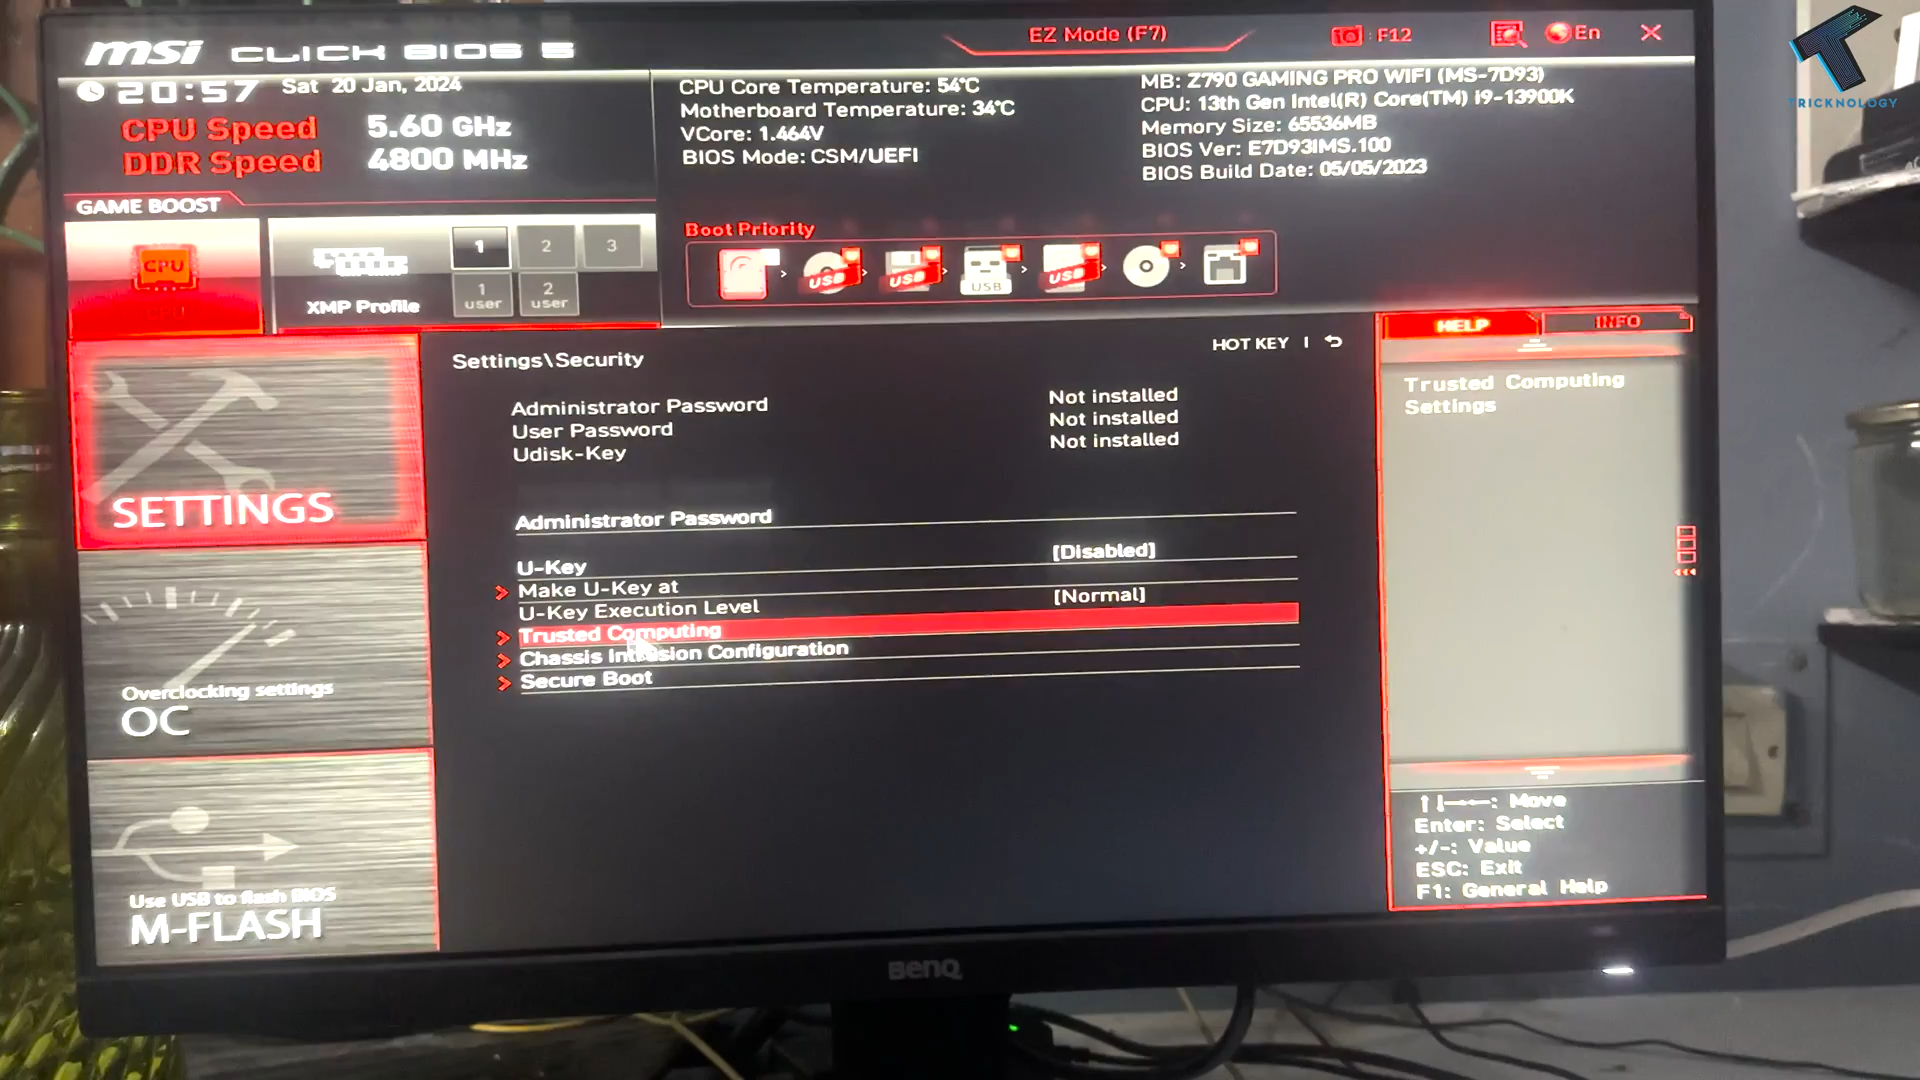 msi CLICK BIOS 5
EZ Mode (F7)
F12
En
20:57 Sat 20 Jan, 2024
CPU Speed 5.60 GHz
DDR Speed 4800 MHz
CPU Core Temperature: 54°C
Motherboard Temperature: 34°C
VCore: 1.464V
BIOS Mode: CSM/UEFI
MB: Z790 GAMING PRO WIFI (MS-7D93)
CPU: 13th Gen Intel(R) Core(TM) i9-13900K
Memory Size: 65536MB
BIOS Ver: E7D93IMS.100
BIOS Build Date: 05/05/2023
TRICKNOLOGY
GAME BOOST
CPU
CPU
XMP Profile
1 2 3
1 user
2 user
Boot Priority
USB USB USB USB
SETTINGS
Overclocking settings
OC
Use USB to flash BIOS
M-FLASH
Settings\Security
HOT KEY
Administrator Password Not installed
User Password Not installed
Udisk-Key Not installed
Administrator Password
U-Key [Disabled]
> Make U-Key at
U-Key Execution Level [Normal]
> Trusted Computing
> Chassis Intrusion Configuration
> Secure Boot
HELP INFO
Trusted Computing
Settings
↑↓→←: Move
Enter: Select
+/-: Value
ESC: Exit
F1: General Help
BenQ